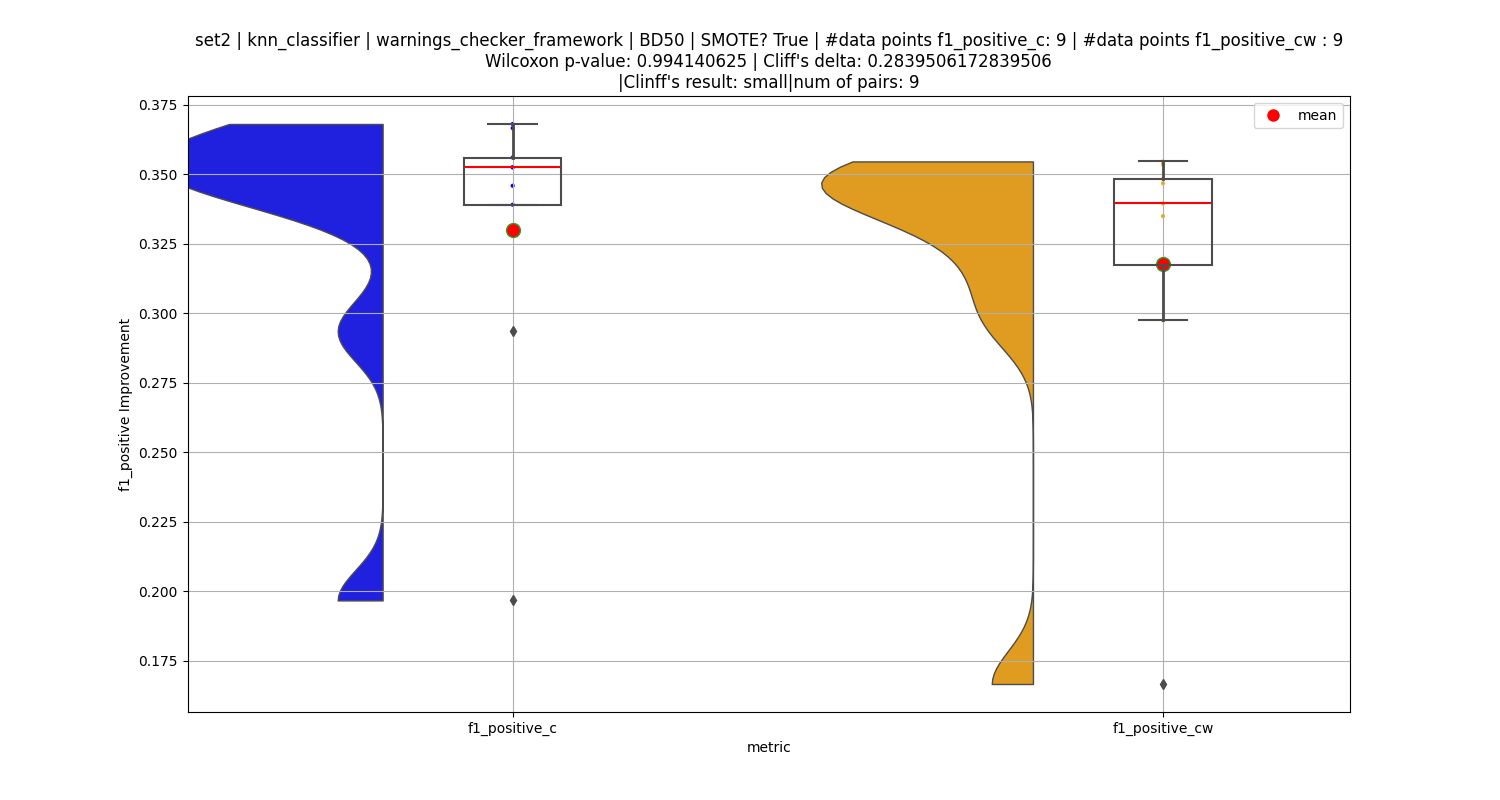 set2 | knn_classifier | warnings_checker_framework | BD50 | SMOTE? True | #data points f1_positive_c: 9 | #data points f1_positive_cw : 9
Wilcoxon p-value: 0.994140625 | Cliff's delta: 0.2839506172839506
|Clinff's result: small|num of pairs: 9
mean
0.375
0.350
0.325
0.300
0.275
0.250
0.225
0.200
0.175
f1_positive Improvement
f1_positive_c
f1_positive_cw
metric